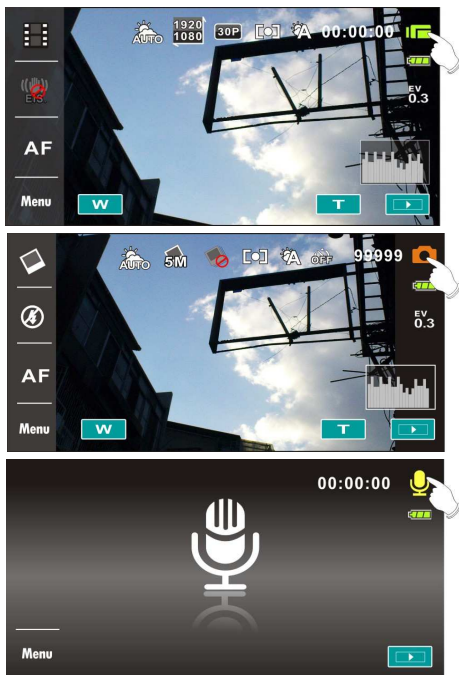 AUTO 1920 1080 30P A 00:00:00
EIS
EV
0.3
AF
Menu W T
AUTO 5M A OFF 99999
EV
0.3
AF
Menu W T
00:00:00
Menu